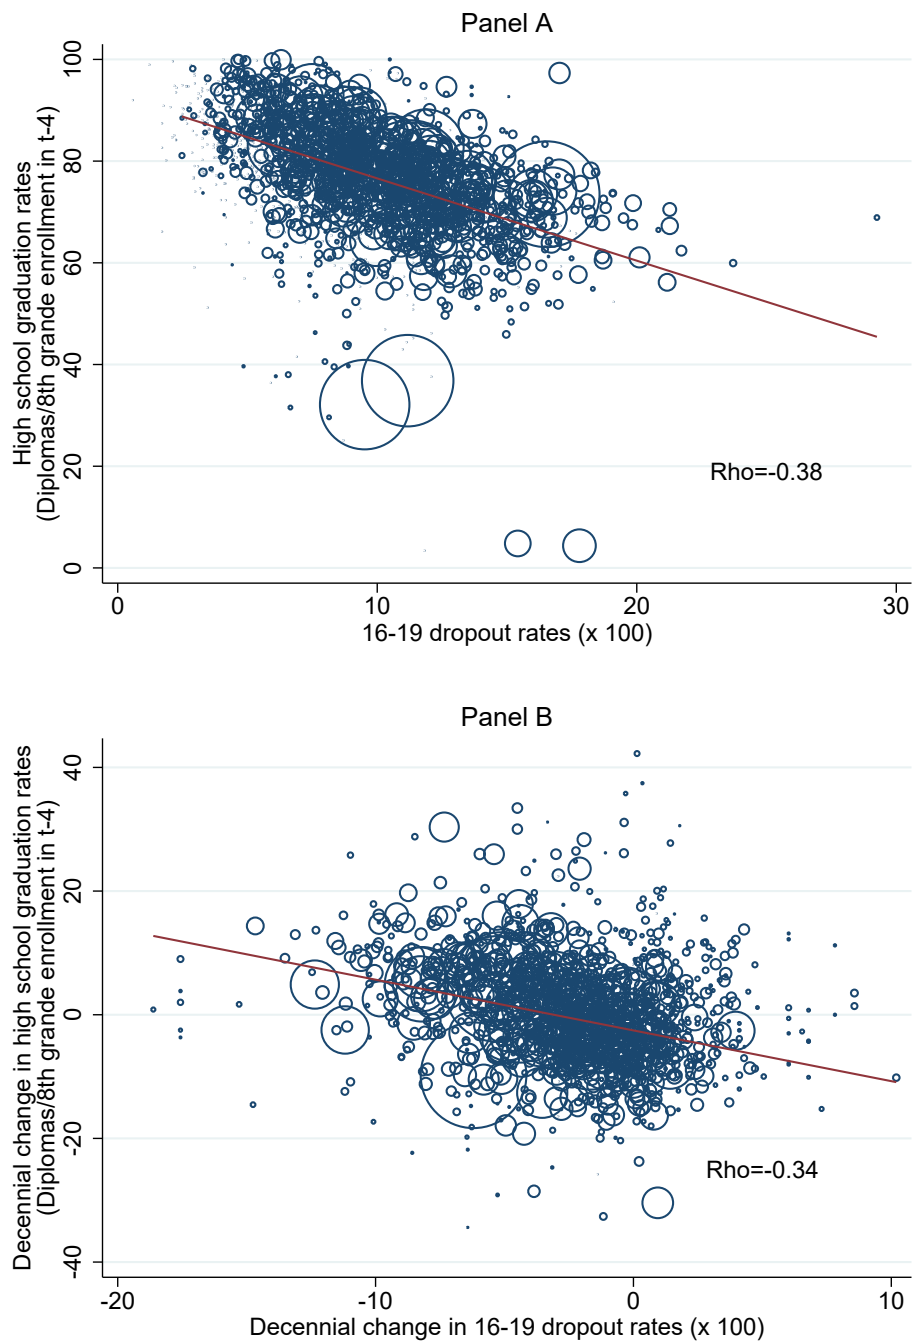 Panel A
High school graduation rates
(Diplomas/8th grande enrollment in t-4)
100
80
60
40
20
0
Rho=-0.38
0 10 20 30
16-19 dropout rates (x 100)
Panel B
Decennial change in high school graduation rates
(Diplomas/8th grande enrollment in t-4)
40
20
0
-20
-40
Rho=-0.34
-20 -10 0 10
Decennial change in 16-19 dropout rates (x 100)